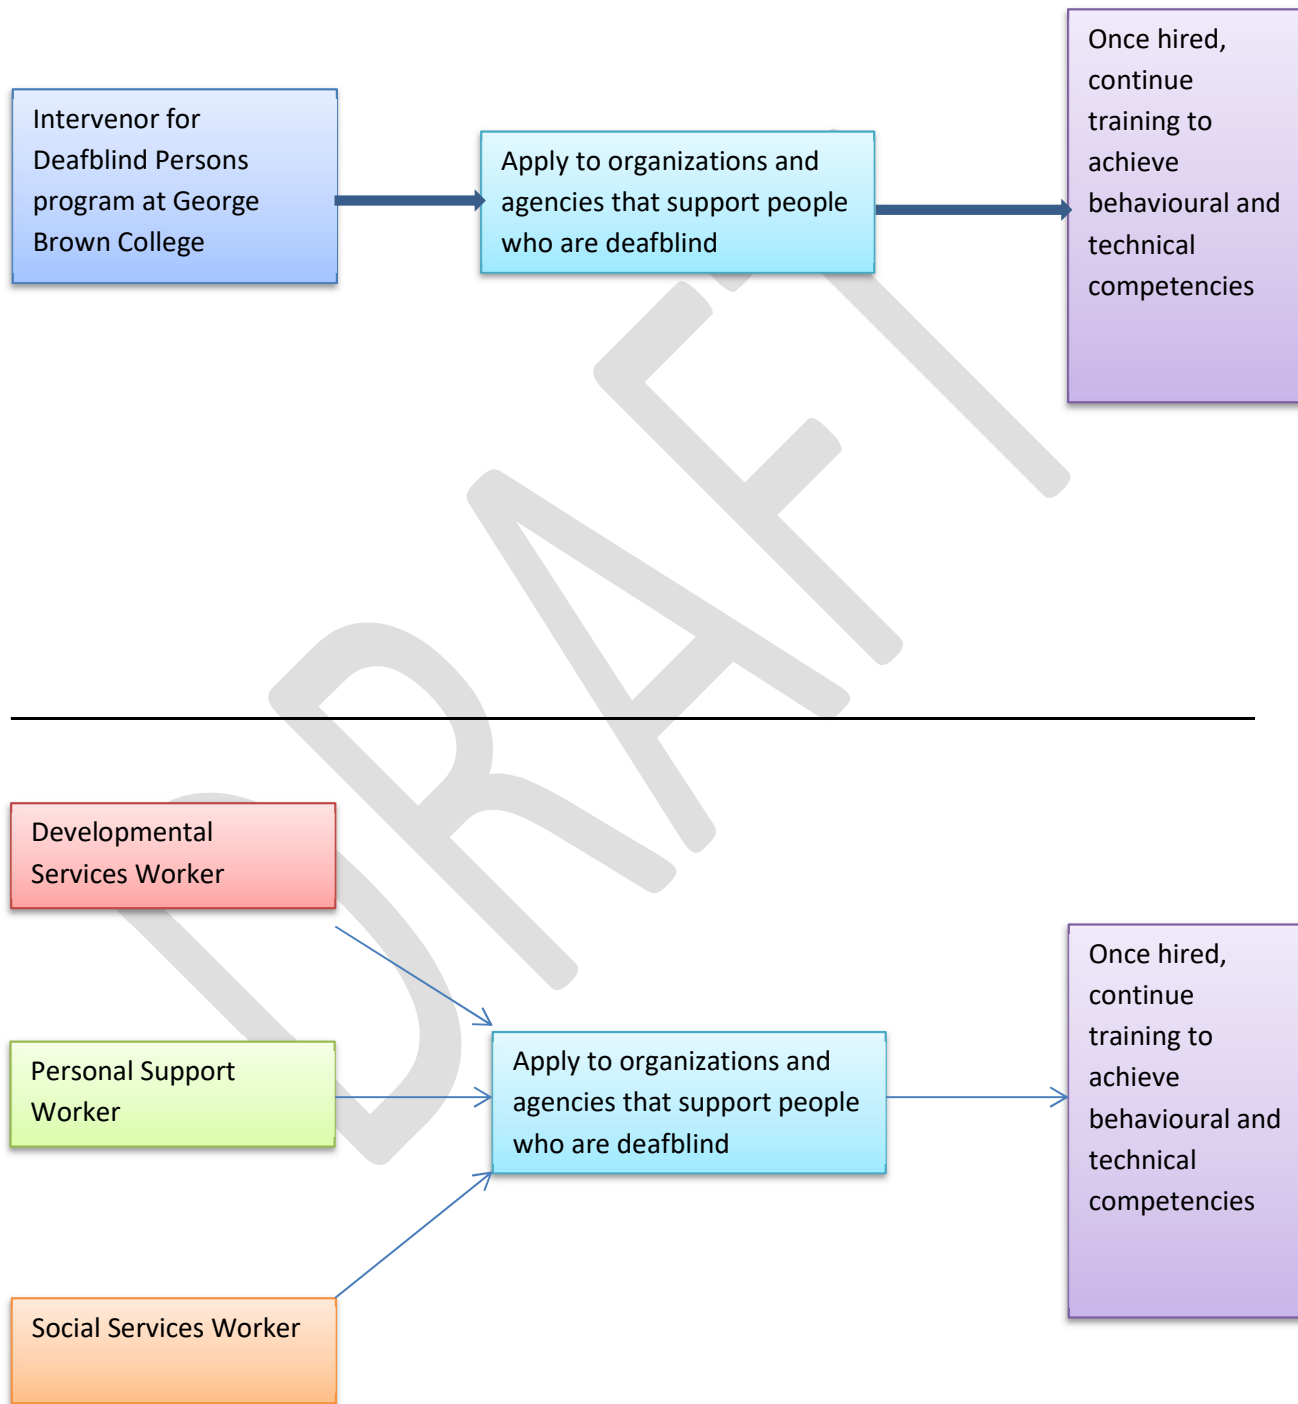 Intervenor for
Deafblind Persons
program at George
Brown College
Apply to organizations and
agencies that support people
who are deafblind
Once hired,
continue
training to
achieve
behavioural and
technical
competencies
DRAFT
Developmental
Services Worker
Personal Support
Worker
Social Services Worker
Apply to organizations and
agencies that support people
who are deafblind
Once hired,
continue
training to
achieve
behavioural and
technical
competencies